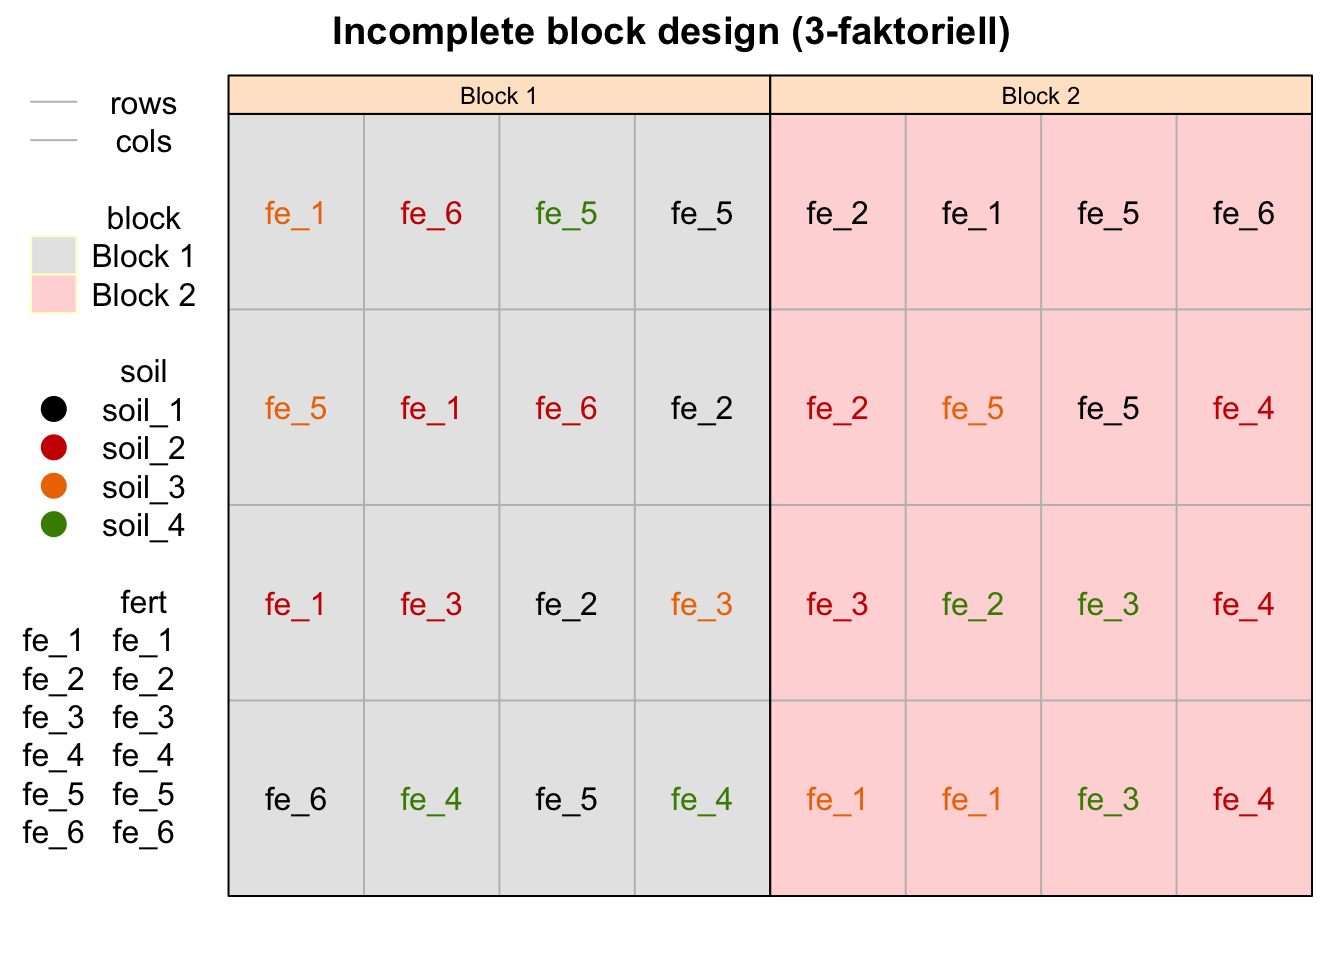 Incomplete block design (3-faktoriell)
rows
cols
block
Block 1
Block 2
soil
soil_1
soil_2
soil_3
soil_4
fert
fe_1 fe_1
fe_2 fe_2
fe_3 fe_3
fe_4 fe_4
fe_5 fe_5
fe_6 fe_6
Block 1 Block 2
fe_1 fe_6 fe_5 fe_5 fe_2 fe_1 fe_5 fe_6
fe_5 fe_1 fe_6 fe_2 fe_2 fe_5 fe_5 fe_4
fe_1 fe_3 fe_2 fe_3 fe_3 fe_2 fe_3 fe_4
fe_6 fe_4 fe_5 fe_4 fe_1 fe_1 fe_3 fe_4